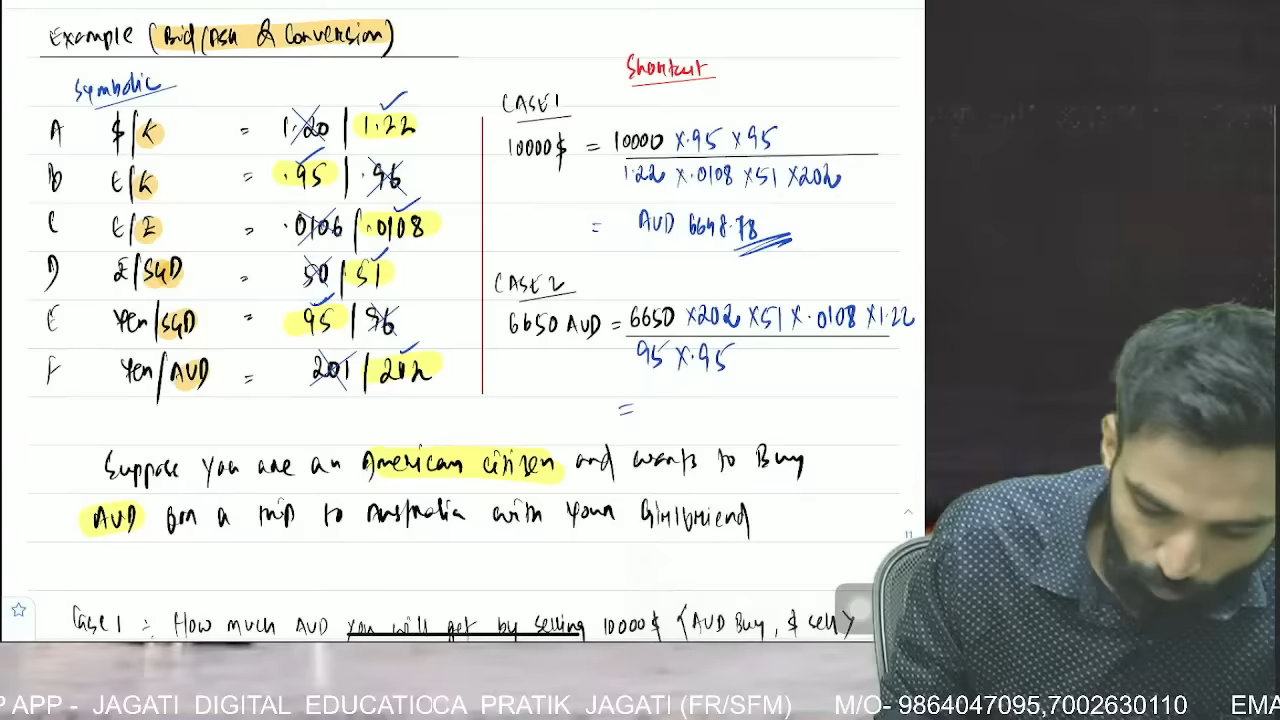 Example (Bid/Ask & Conversion)
Symbolic
A $/K = 1.20 | 1.22
B £/K = .95 | .96
C £/£ = .0106 | .0108
D £/SGD = 50 | 51
E Yen/SGD = 95 | 96
F Yen/AUD = 201 | 202
Shortcut
CASE 1
10000$ = 10000 × .95 × 95
1.22 × .0108 × 51 × 202
= AUD 6648.78
CASE 2
6650 AUD = 6650 × 202 × 51 × .0108 × 1.22
95 × .95
=
Suppose you are an American citizen and wants to Buy
AUD for a trip to Australia with your Girlfriend
11
Case 1 :- How much AUD you will get by selling 10000$ (AUD Buy, $ sell)
P APP - JAGATI DIGITAL EDUCATIOCA PRATIK JAGATI (FR/SFM) M/O- 9864047095,7002630110 EMA